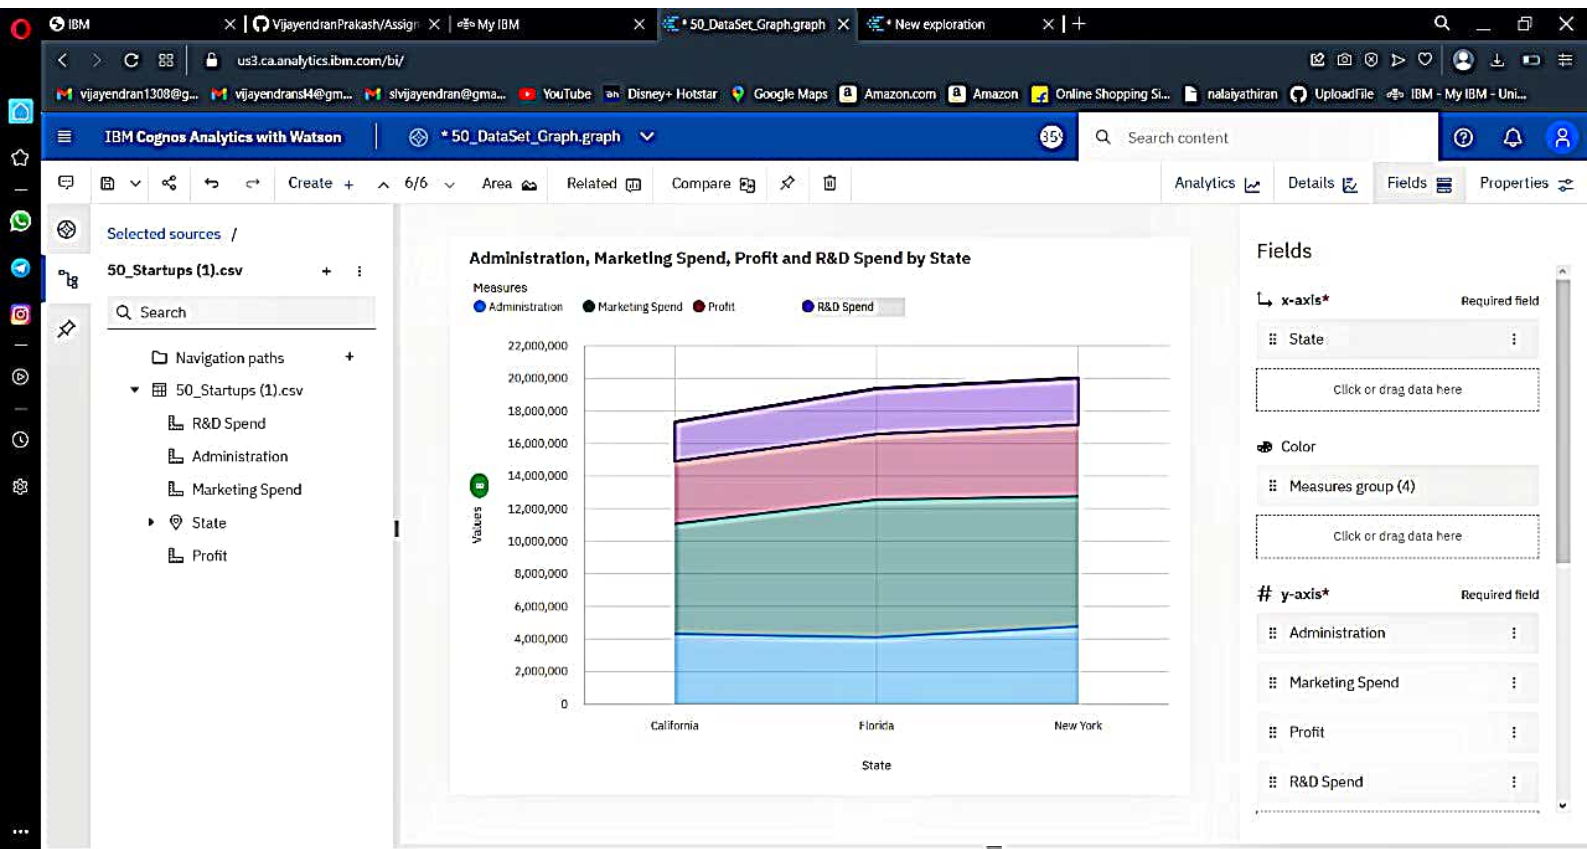 IBM
VijayendranPrakash/Assign
My IBM
* 50_DataSet_Graph.graph
* New exploration
us3.ca.analytics.ibm.com/bi/
vijayendran1308@g...
vijayendransl4@gm...
slvijayendran@gma...
YouTube
Disney+ Hotstar
Google Maps
Amazon.com
Amazon
Online Shopping Si...
nalaiyathiran
UploadFile
IBM - My IBM - Uni...
IBM Cognos Analytics with Watson
* 50_DataSet_Graph.graph
Search content
Create +
6/6
Area
Related
Compare
Analytics
Details
Fields
Properties
Selected sources /
50_Startups (1).csv
Search
Navigation paths
50_Startups (1).csv
R&D Spend
Administration
Marketing Spend
State
Profit
Administration, Marketing Spend, Profit and R&D Spend by State
Measures
Administration
Marketing Spend
Profit
R&D Spend
22,000,000
20,000,000
18,000,000
16,000,000
14,000,000
12,000,000
10,000,000
8,000,000
6,000,000
4,000,000
2,000,000
0
Values
California
Florida
New York
State
Fields
x-axis* Required field
State
Click or drag data here
Color
Measures group (4)
Click or drag data here
# y-axis* Required field
Administration
Marketing Spend
Profit
R&D Spend